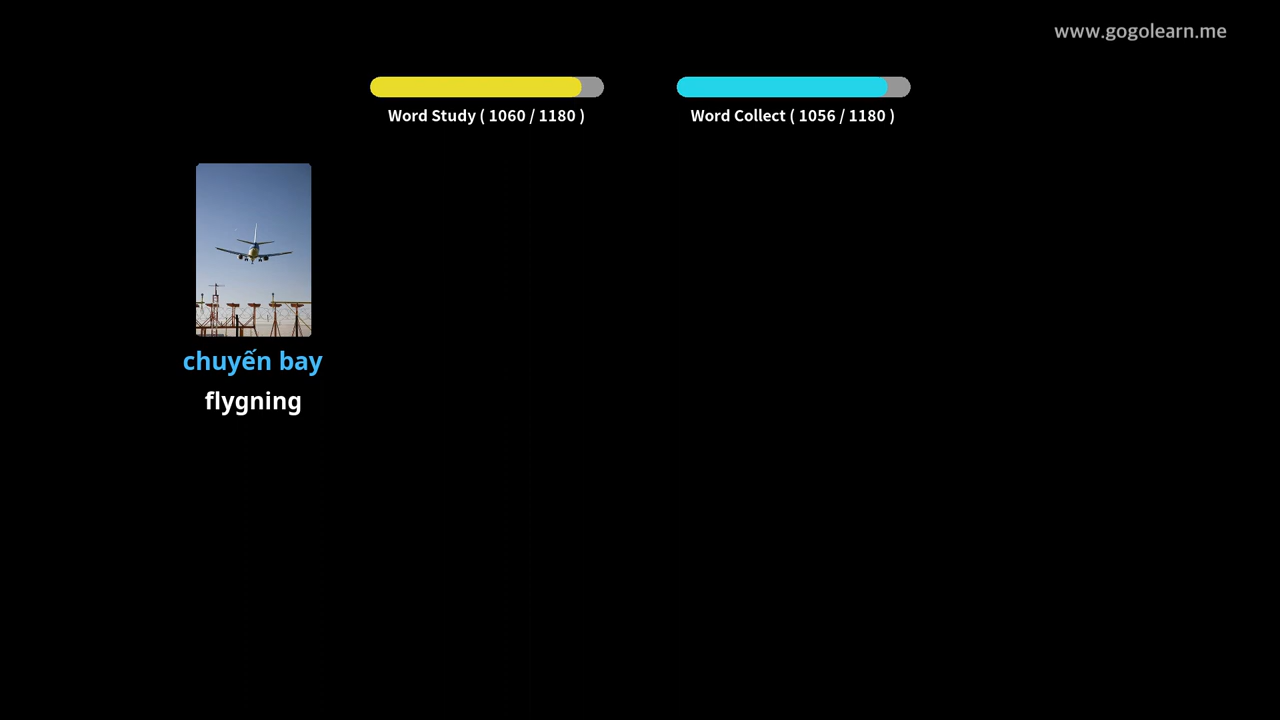 www.gogolearn.me
Word Study ( 1060 / 1180 )
Word Collect ( 1056 / 1180 )
chuyến bay
flygning